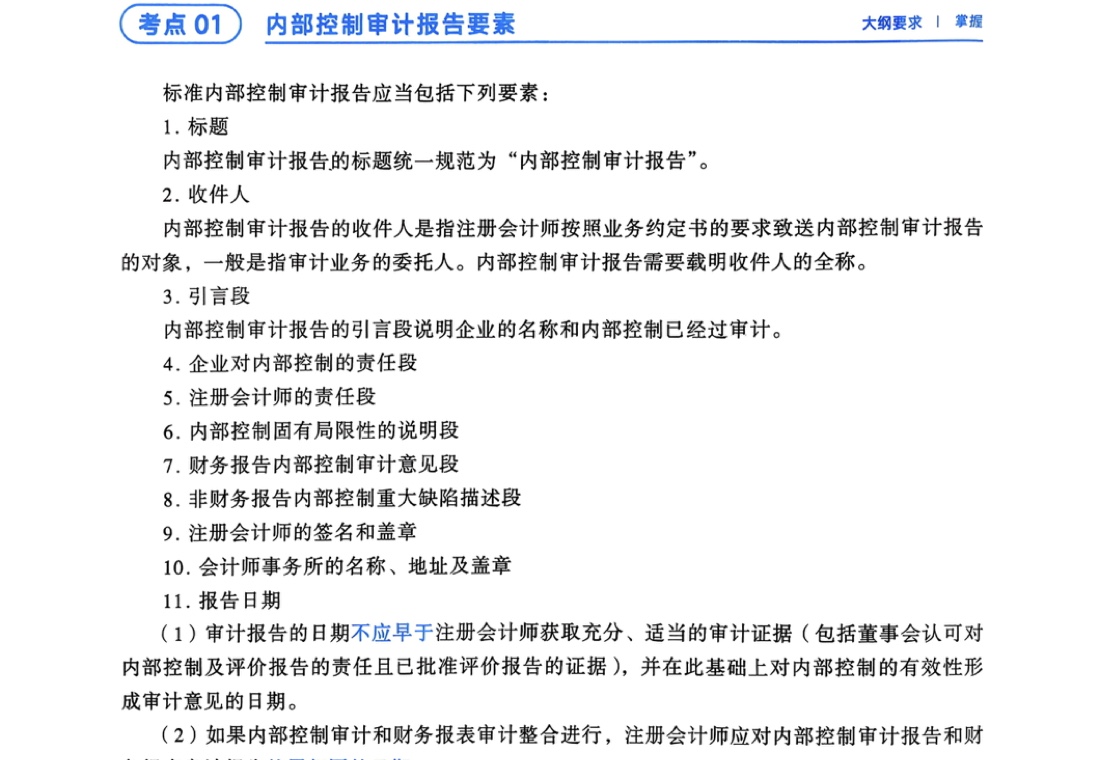 考点 01 内部控制审计报告要素 大纲要求 | 掌握
标准内部控制审计报告应当包括下列要素：
1. 标题
内部控制审计报告的标题统一规范为“内部控制审计报告”。
2. 收件人
内部控制审计报告的收件人是指注册会计师按照业务约定书的要求致送内部控制审计报告
的对象，一般是指审计业务的委托人。内部控制审计报告需要载明收件人的全称。
3. 引言段
内部控制审计报告的引言段说明企业的名称和内部控制已经过审计。
4. 企业对内部控制的责任段
5. 注册会计师的责任段
6. 内部控制固有局限性的说明段
7. 财务报告内部控制审计意见段
8. 非财务报告内部控制重大缺陷描述段
9. 注册会计师的签名和盖章
10. 会计师事务所的名称、地址及盖章
11. 报告日期
（1）审计报告的日期不应早于注册会计师获取充分、适当的审计证据（包括董事会认可对
内部控制及评价报告的责任且已批准评价报告的证据），并在此基础上对内部控制的有效性形
成审计意见的日期。
（2）如果内部控制审计和财务报表审计整合进行，注册会计师应对内部控制审计报告和财